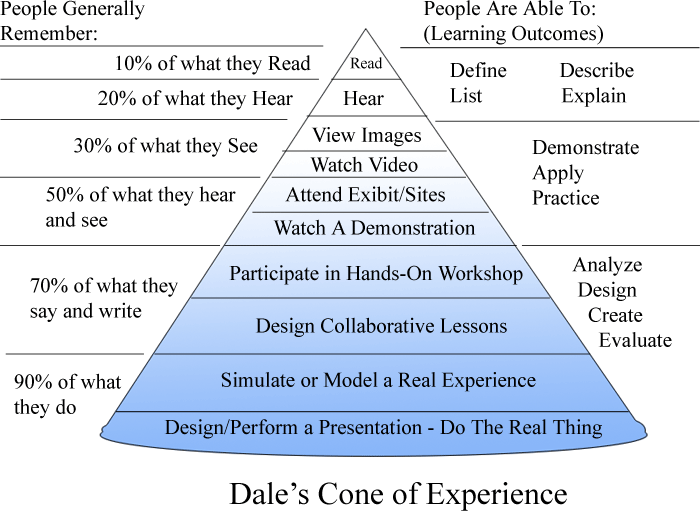 People Generally
Remember:
10% of what they Read
20% of what they Hear
30% of what they See
50% of what they hear
and see
70% of what they
say and write
90% of what
they do
Read
Hear
View Images
Watch Video
Attend Exibit/Sites
Watch A Demonstration
Participate in Hands-On Workshop
Design Collaborative Lessons
Simulate or Model a Real Experience
Design/Perform a Presentation - Do The Real Thing
People Are Able To:
(Learning Outcomes)
Define Describe
List Explain
Demonstrate
Apply
Practice
Analyze
Design
Create
Evaluate
Dale's Cone of Experience